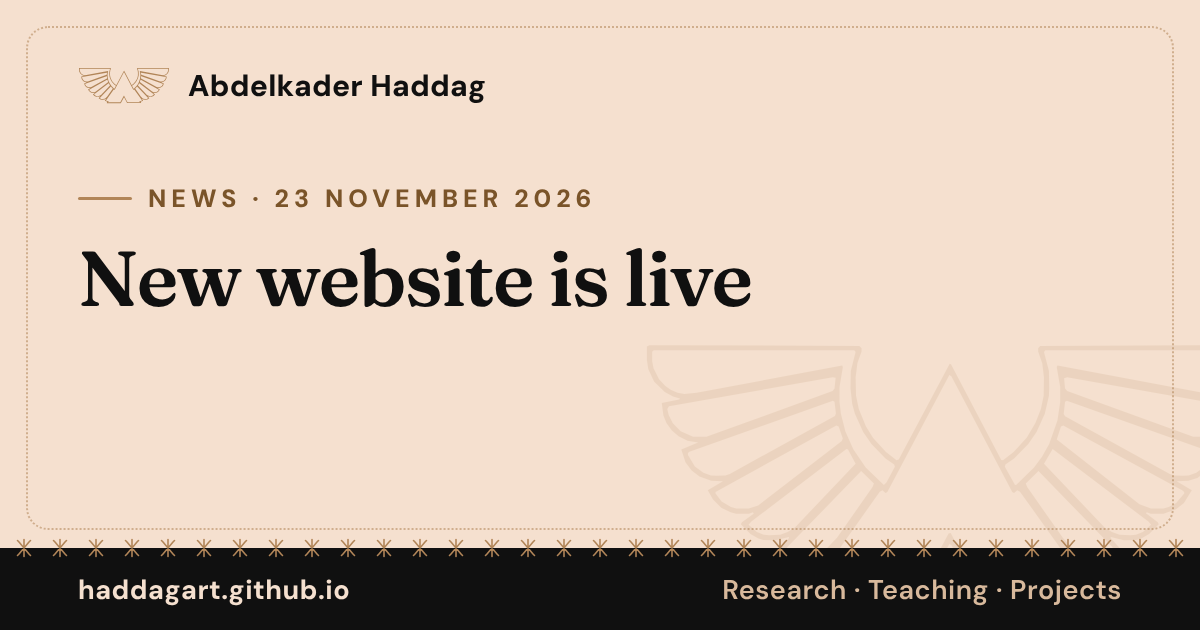 Abdelkader Haddag
NEWS · 23 NOVEMBER 2026
New website is live
haddagart.github.io
Research · Teaching · Projects